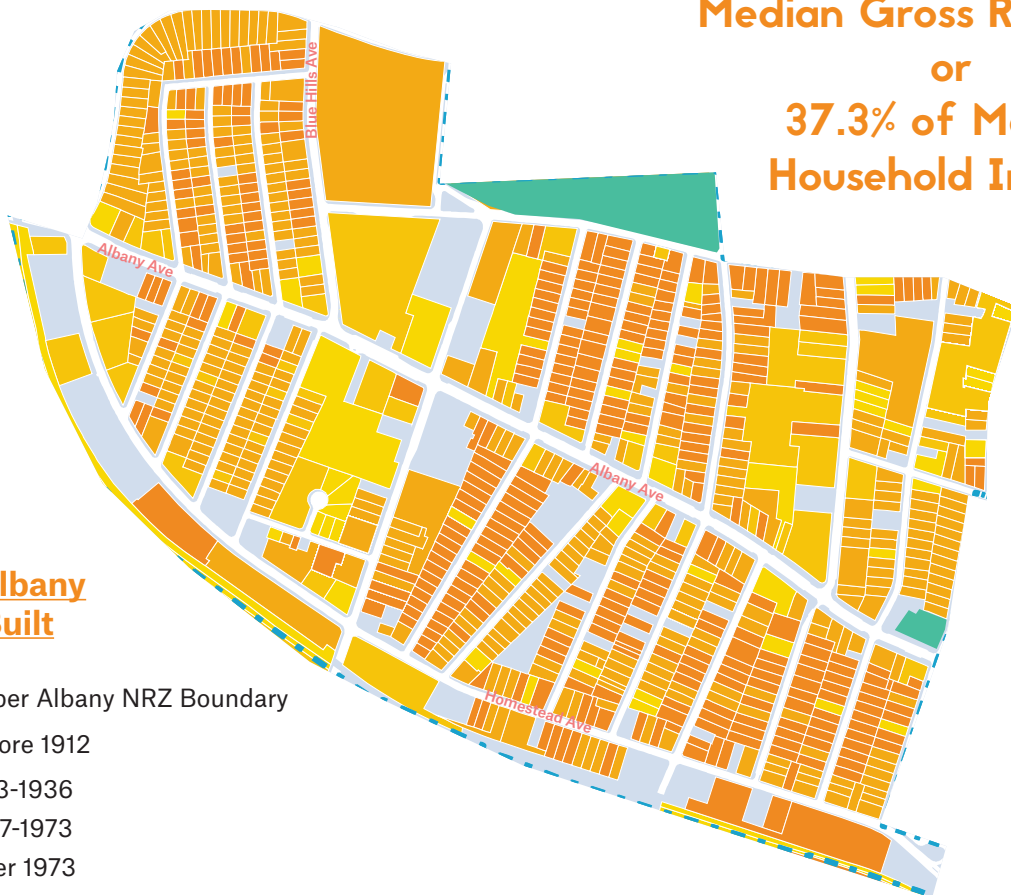 Median Gross R
or
37.3% of M
Household In
Blue Hills Ave
Albany Ave
Albany Ave
Homestead Ave
lbany
Built
per Albany NRZ Boundary
ore 1912
3-1936
7-1973
er 1973